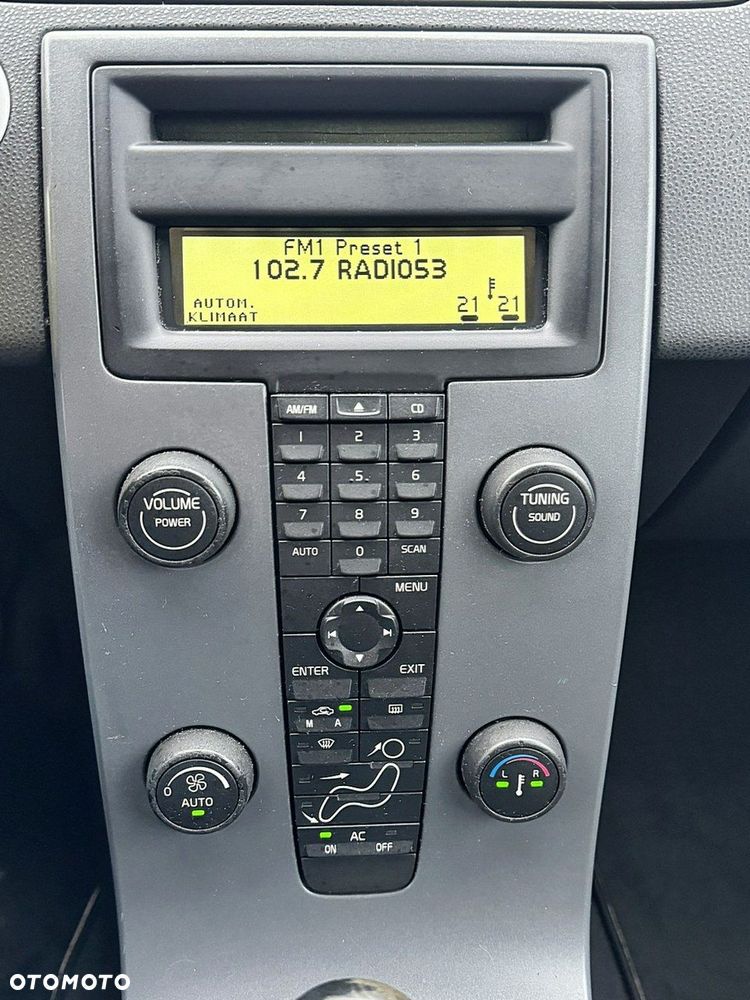 FM1 Preset 1
102.7 RADIO53
AUTOM.
KLIMAAT
21 21
AM/FM CD
1 2 3
4 5 6
7 8 9
AUTO 0 SCAN
VOLUME
POWER
TUNING
SOUND
MENU
ENTER EXIT
M A
0
AUTO
L R
AC
ON OFF
OTOMOTO